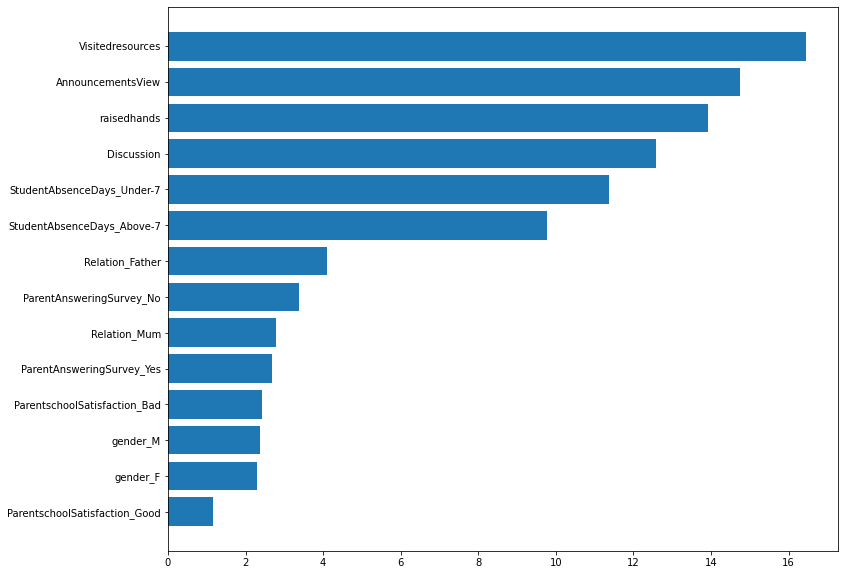 Visitedresources
AnnouncementsView
raisedhands
Discussion
StudentAbsenceDays_Under-7
StudentAbsenceDays_Above-7
Relation_Father
ParentAnsweringSurvey_No
Relation_Mum
ParentAnsweringSurvey_Yes
ParentschoolSatisfaction_Bad
gender_M
gender_F
ParentschoolSatisfaction_Good
0 2 4 6 8 10 12 14 16